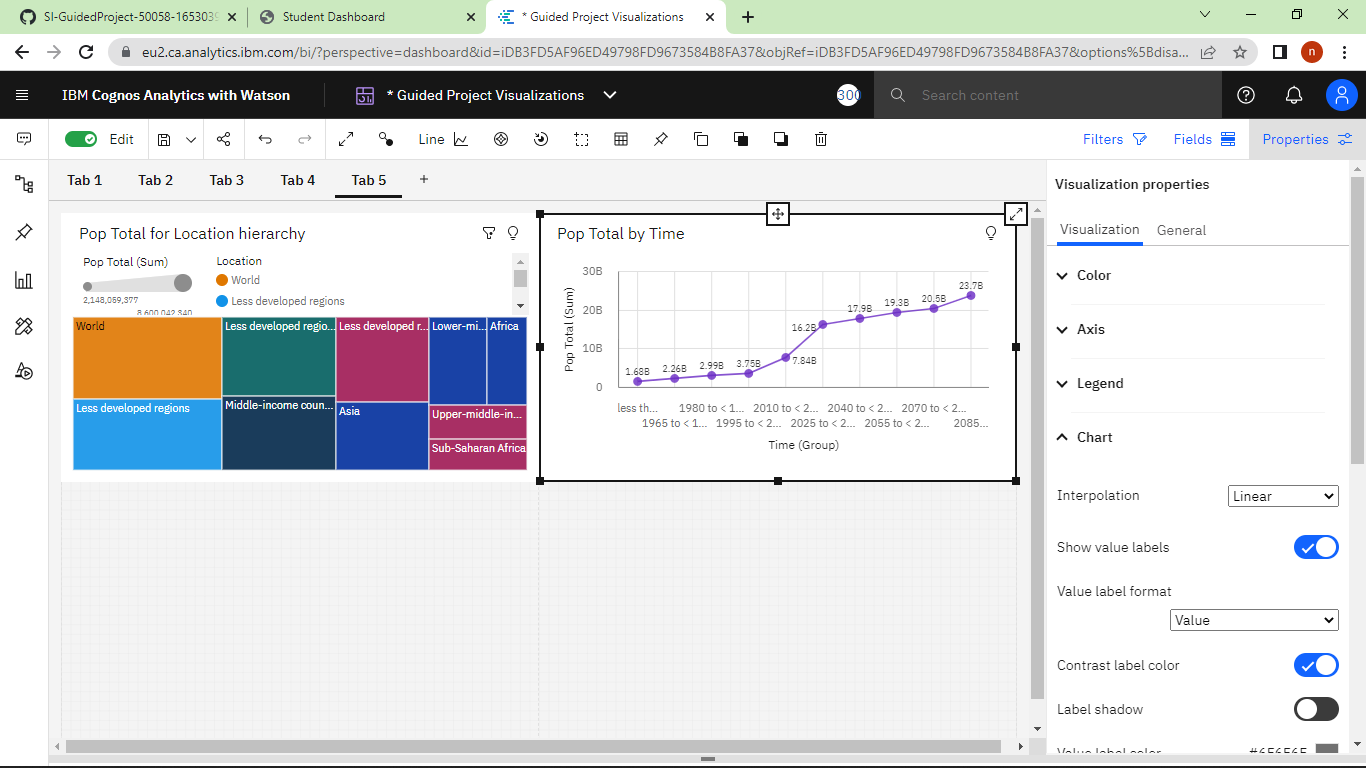 SI-GuidedProject-50058-1653039
Student Dashboard
* Guided Project Visualizations
eu2.ca.analytics.ibm.com/bi/?perspective=dashboard&id=iDB3FD5AF96ED49798FD9673584B8FA37&objRef=iDB3FD5AF96ED49798FD9673584B8FA37&options%5Bdisa...
n
IBM Cognos Analytics with Watson
* Guided Project Visualizations
300
Search content
Edit
Line
Filters
Fields
Properties
Tab 1
Tab 2
Tab 3
Tab 4
Tab 5
+
Pop Total for Location hierarchy
Pop Total (Sum)
2,148,059,377
8,600,042,340
Location
World
Less developed regions
World
Less developed regio...
Less developed r...
Lower-mi...
Africa
Less developed regions
Middle-income coun...
Asia
Upper-middle-in...
Sub-Saharan Africa
Pop Total by Time
Pop Total (Sum)
30B
20B
10B
0
1.68B
2.26B
2.99B
3.75B
7.84B
16.2B
17.9B
19.3B
20.5B
23.7B
less th...
1980 to < 1...
2010 to < 2...
2040 to < 2...
2070 to < 2...
1965 to < 1...
1995 to < 2...
2025 to < 2...
2055 to < 2...
2085...
Time (Group)
Visualization properties
Visualization
General
Color
Axis
Legend
Chart
Interpolation
Linear
Show value labels
Value label format
Value
Contrast label color
Label shadow
Value label color
#6F6F6F